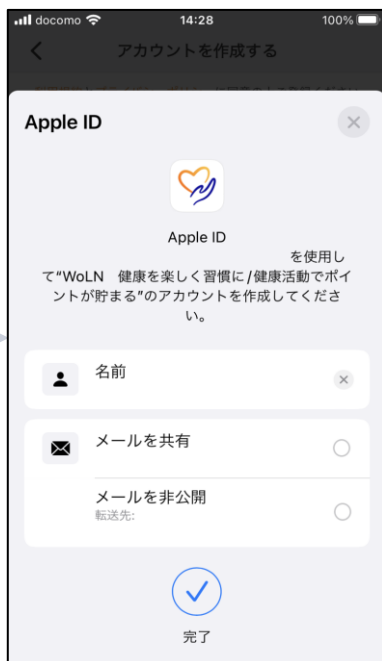 docomo 14:28 100%
アカウントを作成する
Apple ID
Apple ID
を使用し
て"WoLN 健康を楽しく習慣に/健康活動でポイ
ントが貯まる"のアカウントを作成してくださ
い。
名前
メールを共有
メールを非公開
転送先:
完了